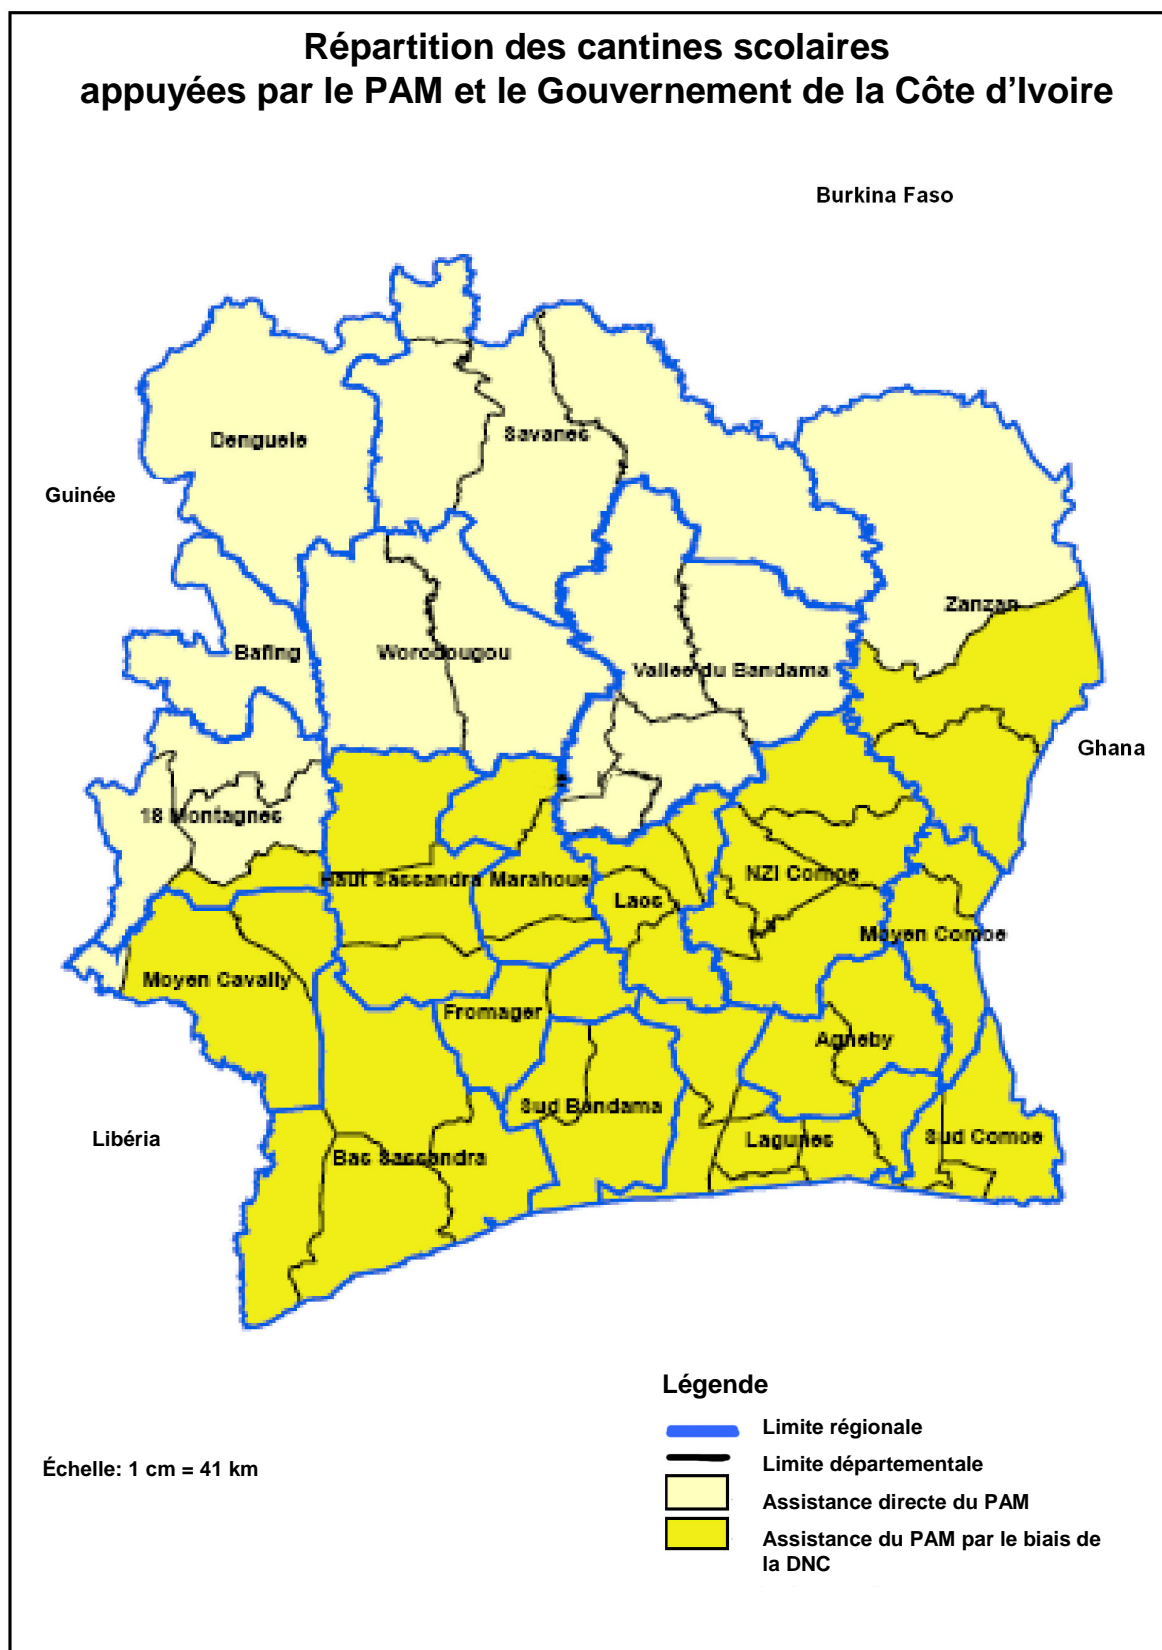 Répartition des cantines scolaires
appuyées par le PAM et le Gouvernement de la Côte d’Ivoire
Burkina Faso
Denguele
Savanes
Guinée
Zanzan
Bafing
Worodougou
Vallee du Bandama
Ghana
18 Montagnes
Haut Sassandra
Marahoue
NZI Comoe
Laos
Moyen Comoe
Moyen Cavally
Fromager
Agneby
Sud Bandama
Libéria
Lagunes
Sud Comoe
Bas Sassandra
Légende
Limite régionale
Échelle: 1 cm = 41 km
Limite départementale
Assistance directe du PAM
Assistance du PAM par le biais de
la DNC